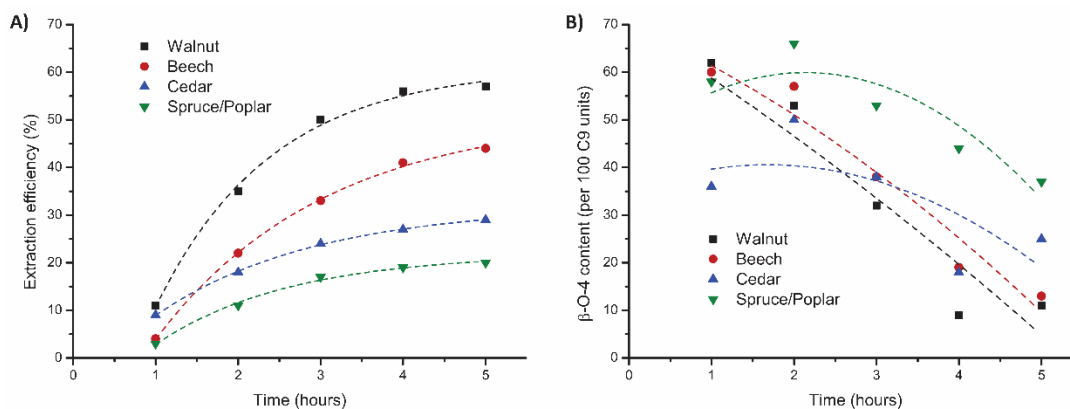 A)
Extraction efficiency (%)
70
60
50
40
30
20
10
0
Walnut
Beech
Cedar
Spruce/Poplar
0 1 2 3 4 5
Time (hours)
B)
β-O-4 content (per 100 C9 units)
70
60
50
40
30
20
10
0
Walnut
Beech
Cedar
Spruce/Poplar
0 1 2 3 4 5
Time (hours)